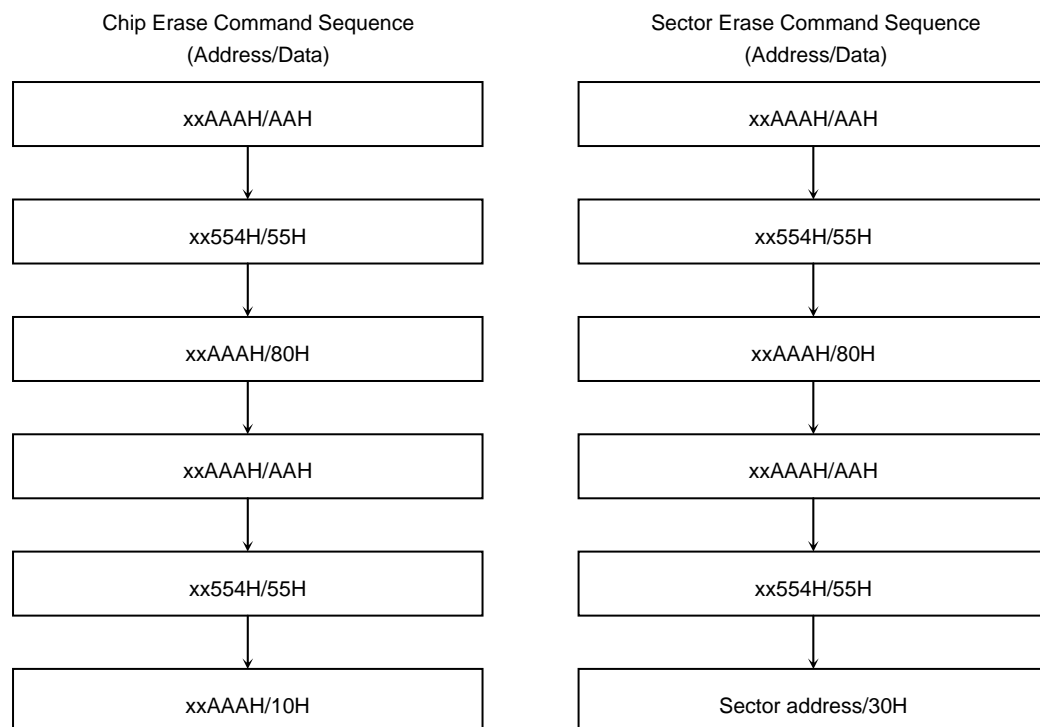 Chip Erase Command Sequence
(Address/Data)
xxAAAH/AAH
xx554H/55H
xxAAAH/80H
xxAAAH/AAH
xx554H/55H
xxAAAH/10H
Sector Erase Command Sequence
(Address/Data)
xxAAAH/AAH
xx554H/55H
xxAAAH/80H
xxAAAH/AAH
xx554H/55H
Sector address/30H